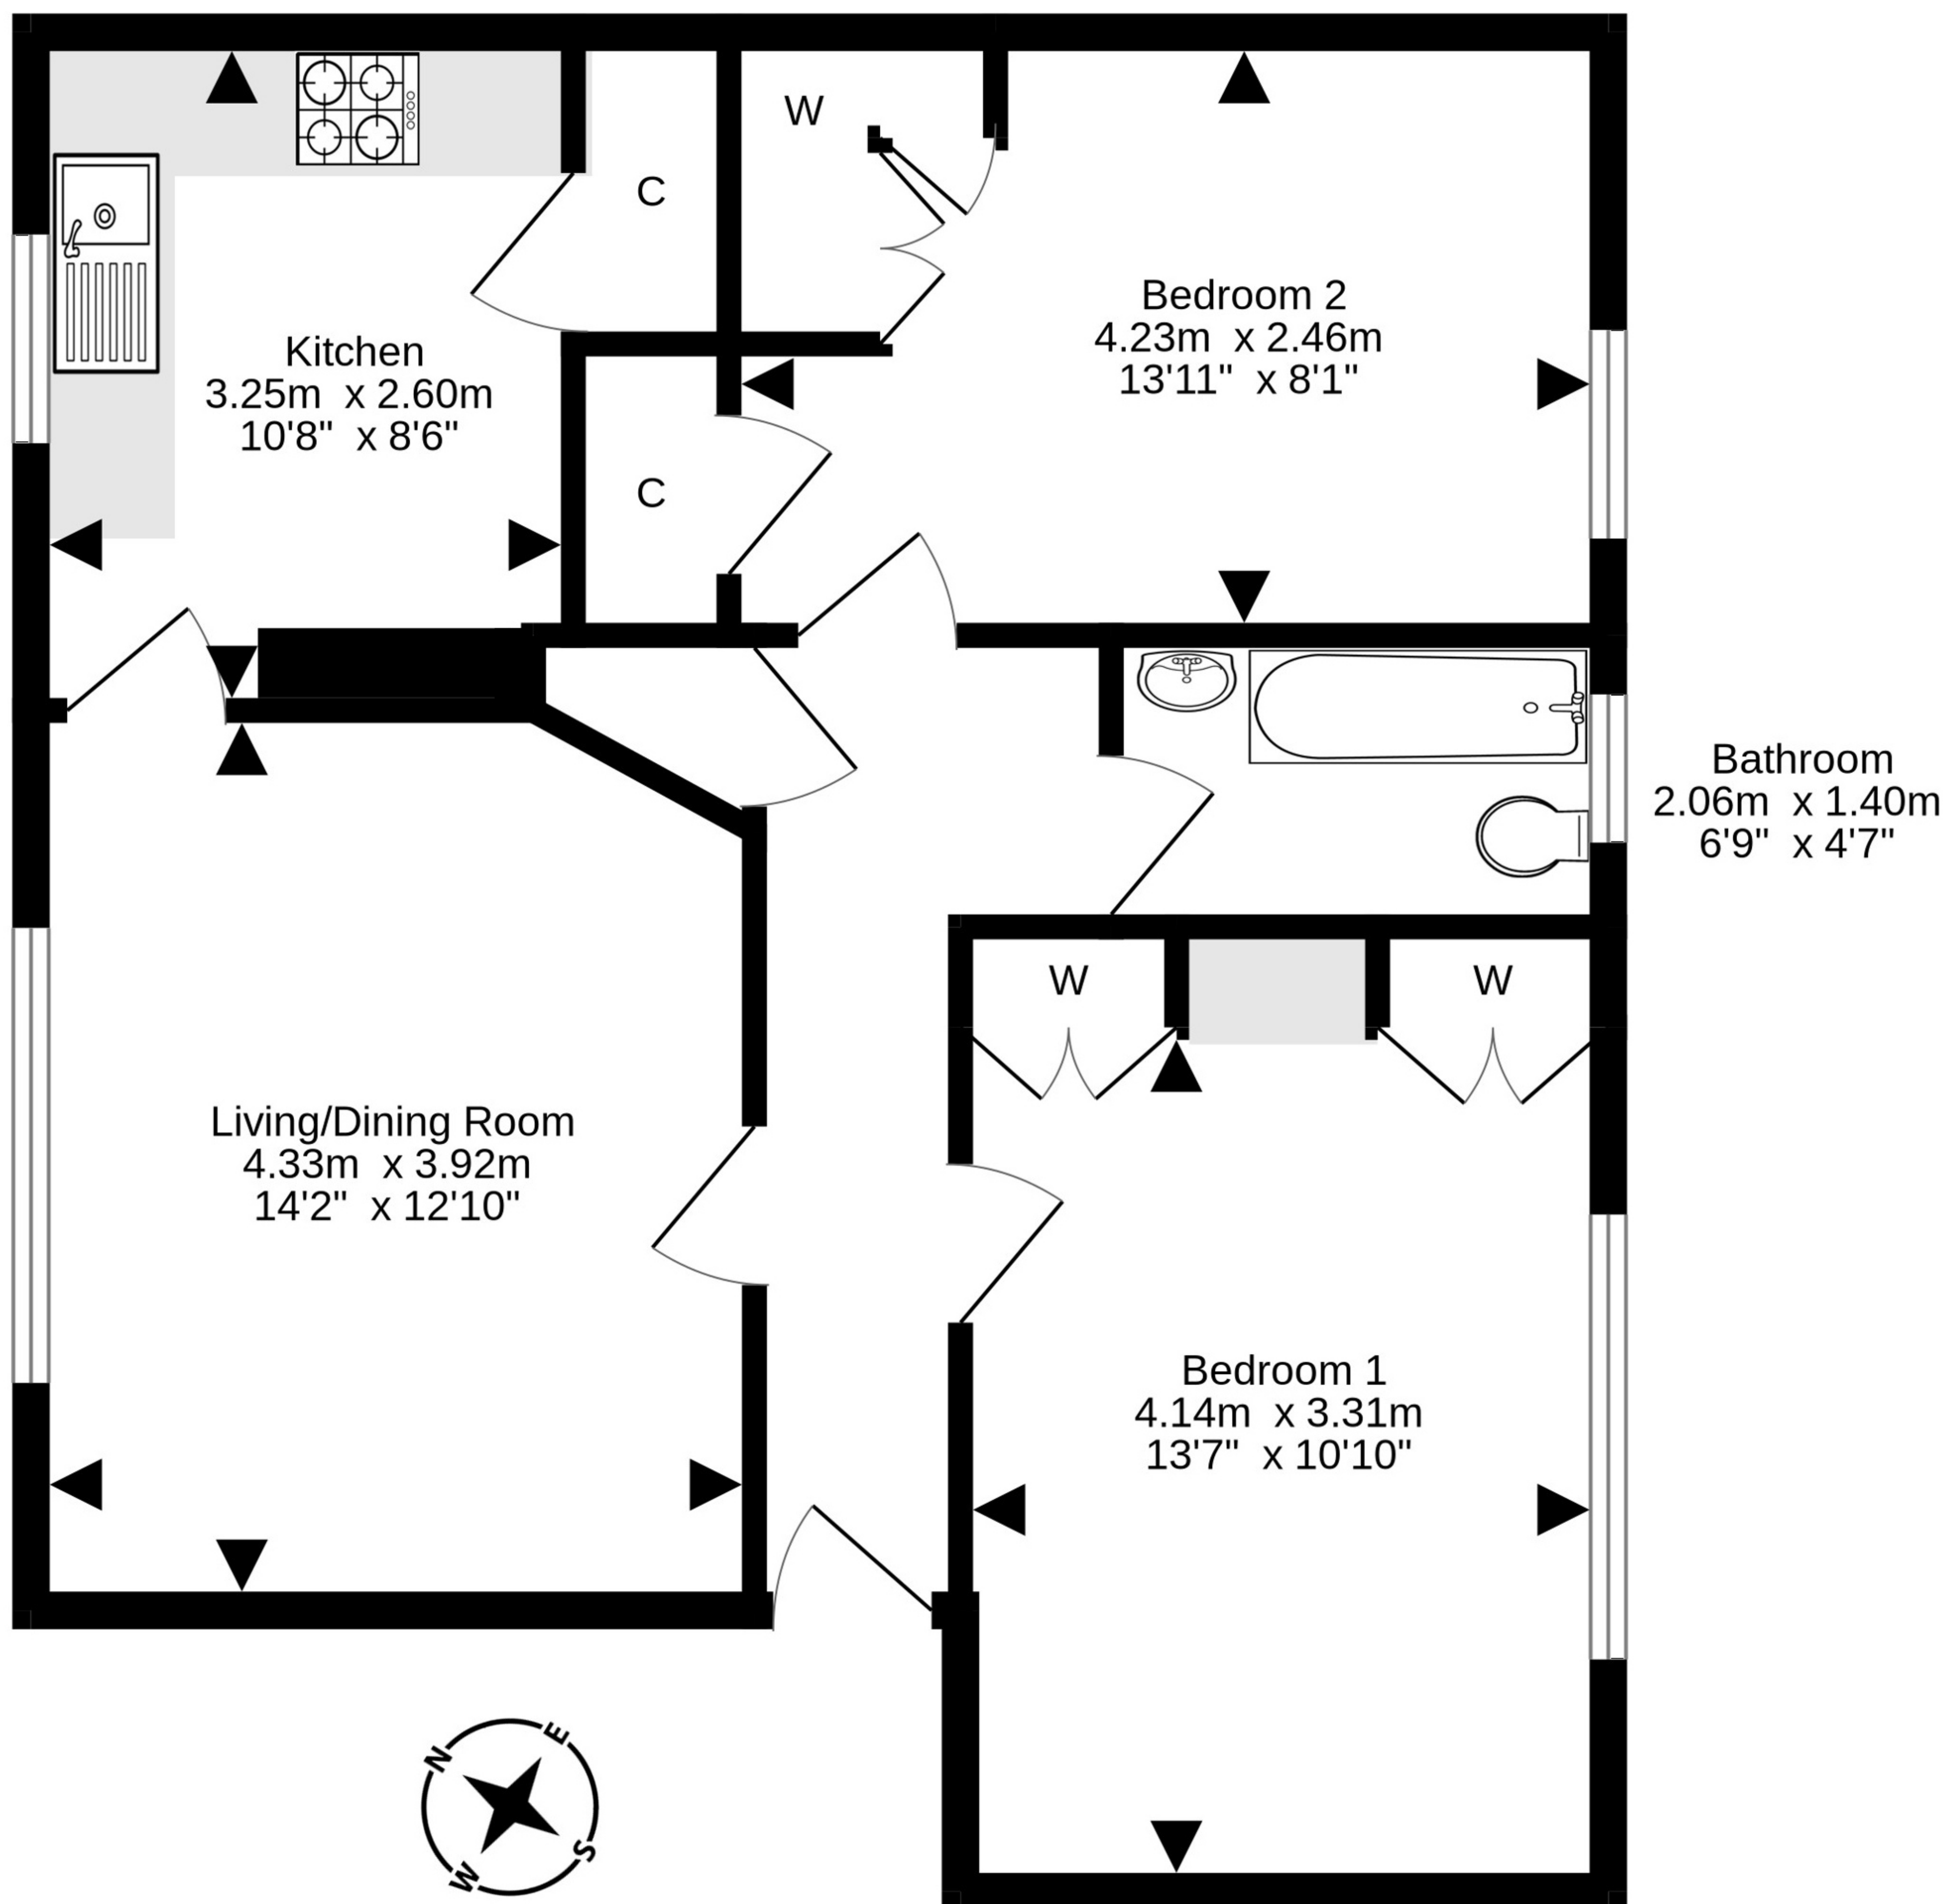 W
C
Bedroom 2
4.23m x 2.46m
13'11" x 8'1"
Kitchen
3.25m x 2.60m
10'8" x 8'6"
C
Bathroom
2.06m x 1.40m
6'9" x 4'7"
W
W
Living/Dining Room
4.33m x 3.92m
14'2" x 12'10"
Bedroom 1
4.14m x 3.31m
13'7" x 10'10"
N
E
S
W